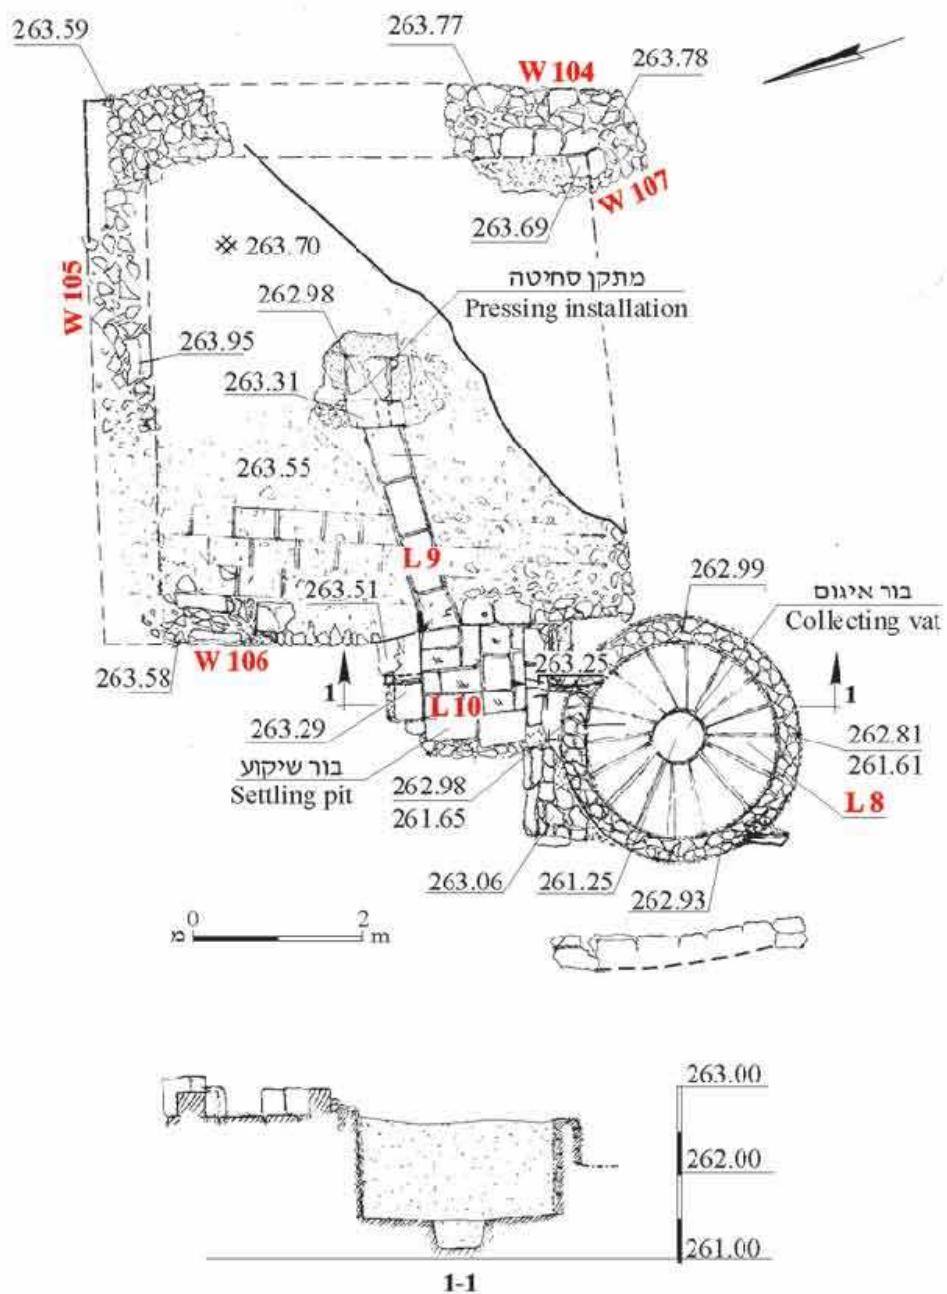 263.59
263.77
W 104
263.78
W 107
263.69
263.70
W 105
מתקן סחיטה
Pressing installation
262.98
263.95
263.31
263.55
L 9
263.51
262.99
בור איגום
Collecting vat
W 106
263.58
263.25
1
1
L 10
263.29
בור שיקוע
Settling pit
262.98
261.65
262.81
261.61
L 8
263.06
261.25
262.93
0
2
מ
m
263.00
262.00
261.00
1-1